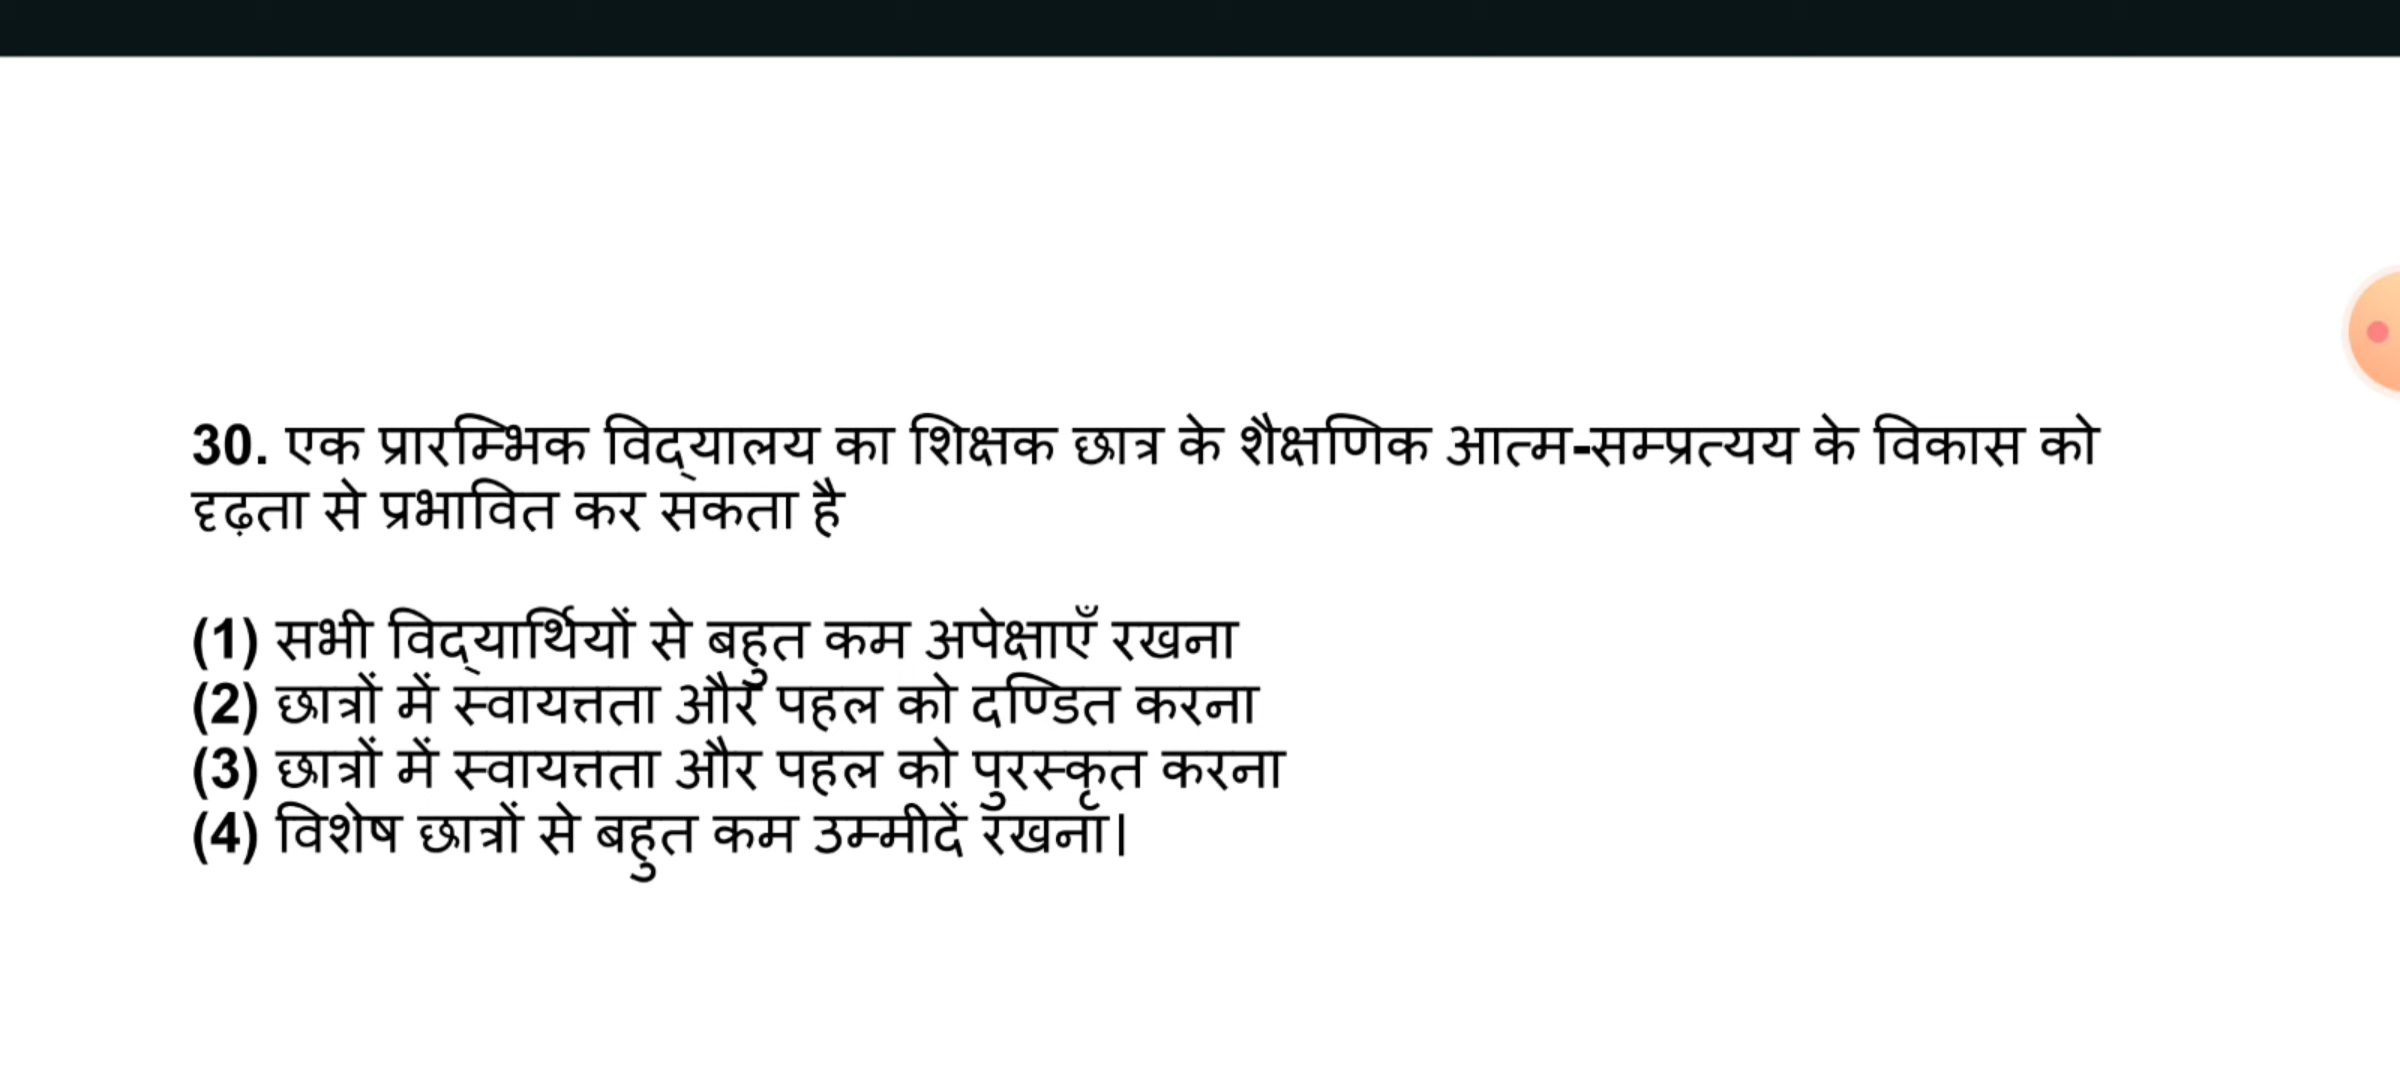 30. एक प्रारम्भिक विद्यालय का शिक्षक छात्र के शैक्षणिक आत्म-सम्प्रत्यय के विकास को
दृढ़ता से प्रभावित कर सकता है
(1) सभी विद्यार्थियों से बहुत कम अपेक्षाएँ रखना
(2) छात्रों में स्वायत्तता और पहल को दण्डित करना
(3) छात्रों में स्वायत्तता और पहल को पुरस्कृत करना
(4) विशेष छात्रों से बहुत कम उम्मीदें रखना।